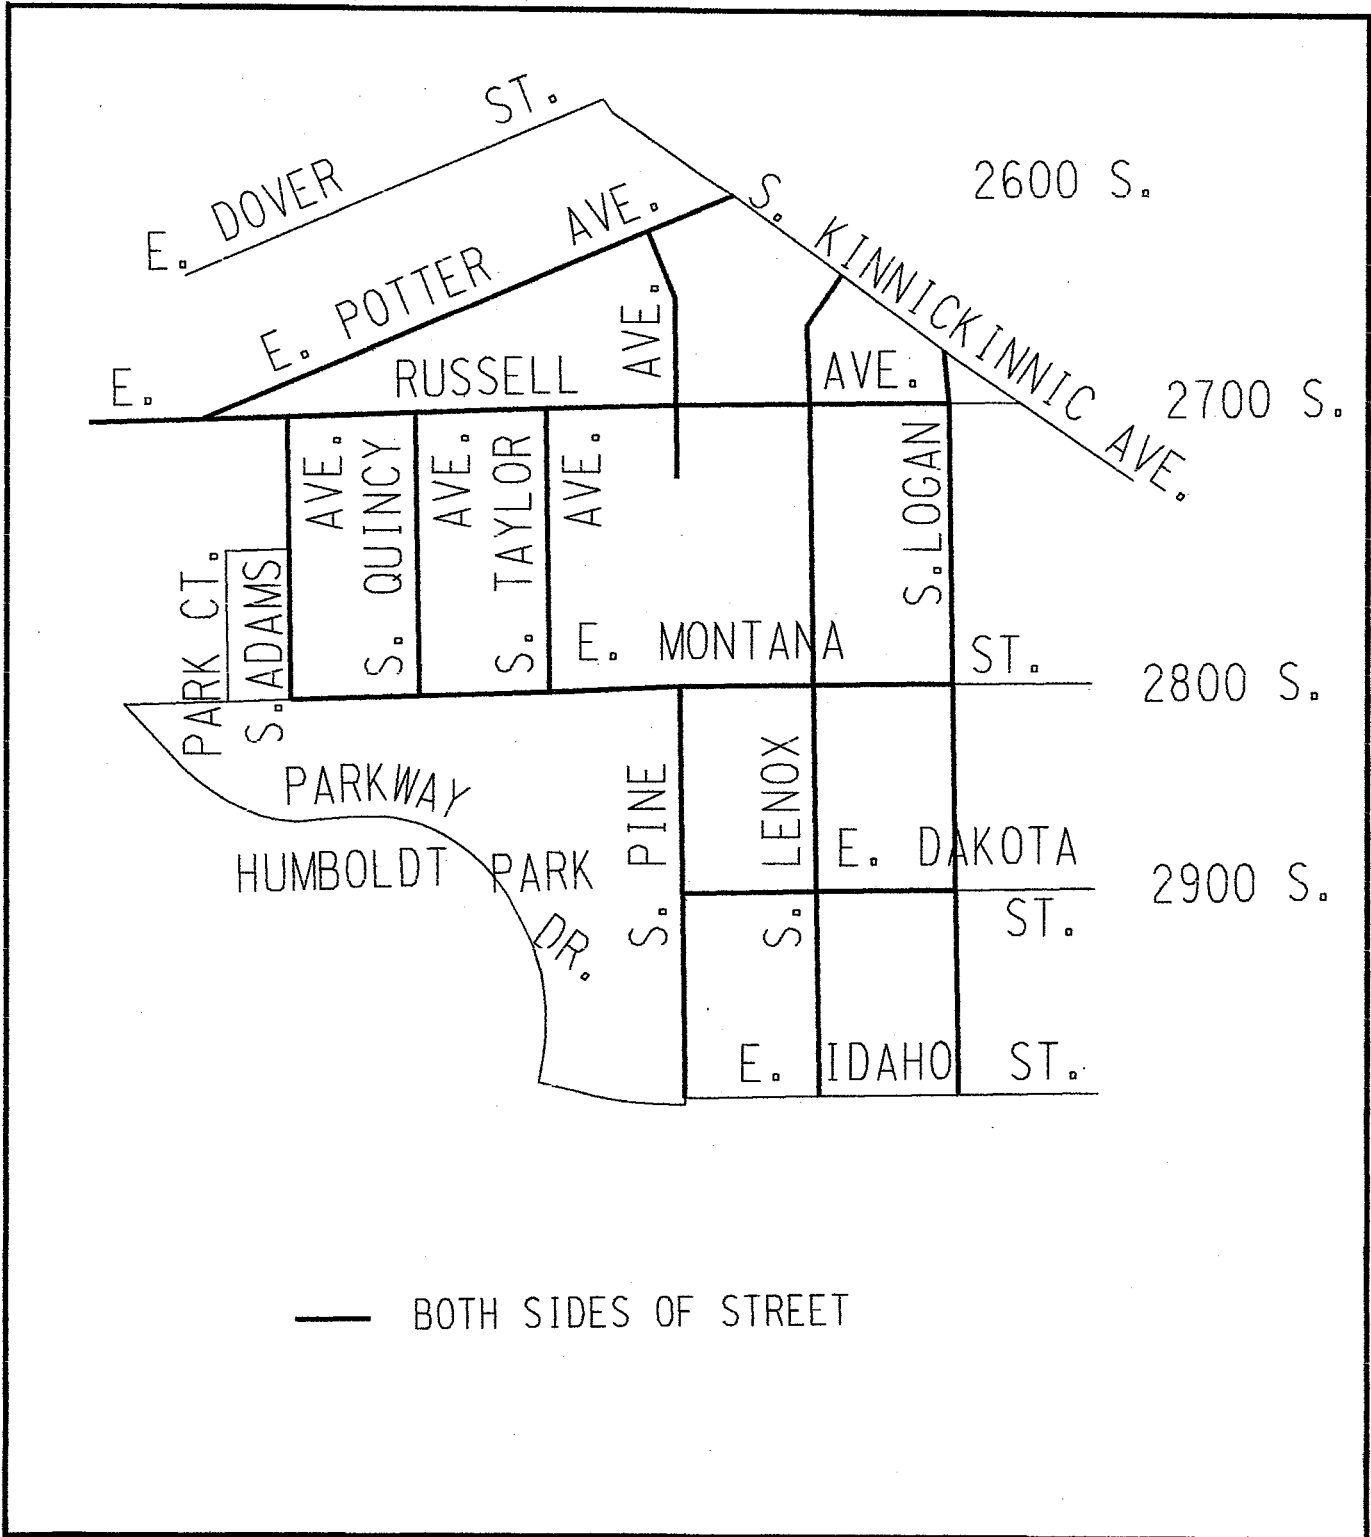 E. DOVER ST.
2600 S.
E. POTTER AVE.
S. KINNICKINNIC AVE.
E. RUSSELL AVE.
2700 S.
AVE.
PARK CT.
S. ADAMS AVE.
S. QUINCY AVE.
S. TAYLOR AVE.
S. LOGAN
E. MONTANA ST.
2800 S.
PARKWAY
S. PINE
S. LENOX
E. DAKOTA ST.
2900 S.
HUMBOLDT PARK
DR.
E. IDAHO ST.
BOTH SIDES OF STREET